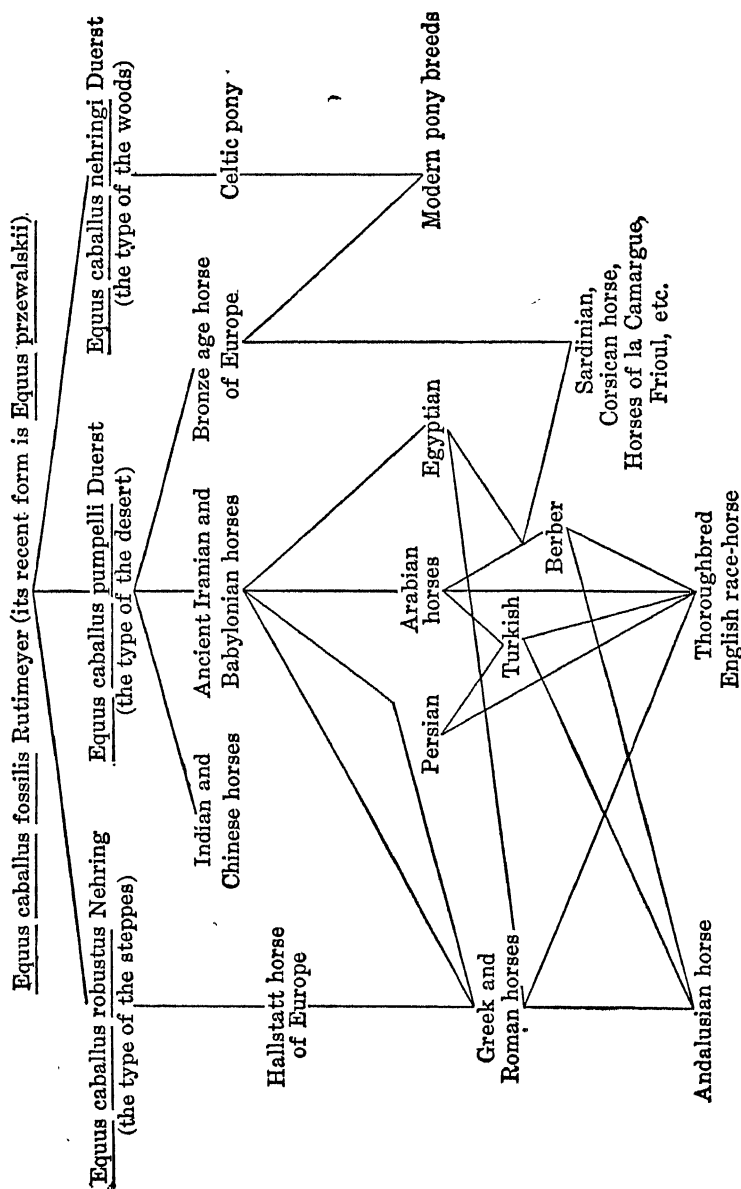 Equus caballus fossilis Rutimeyer (its recent form is Equus przewalskii).
Equus caballus robustus Nehring
(the type of the steppes)
Equus caballus pumpelli Duerst
(the type of the desert)
Equus caballus nehringi Duerst
(the type of the woods)
Hallstatt horse
of Europe
Indian and
Chinese horses
Ancient Iranian and
Babylonian horses
Bronze age horse
of Europe.
Celtic pony
Greek and
Roman horses
Persian
Turkish
Arabian
horses
Egyptian
Berber
Modern pony breeds
Sardinian,
Corsican horse,
Horses of la Camargue,
Frioul, etc.
Andalusian horse
Thoroughbred
English race-horse